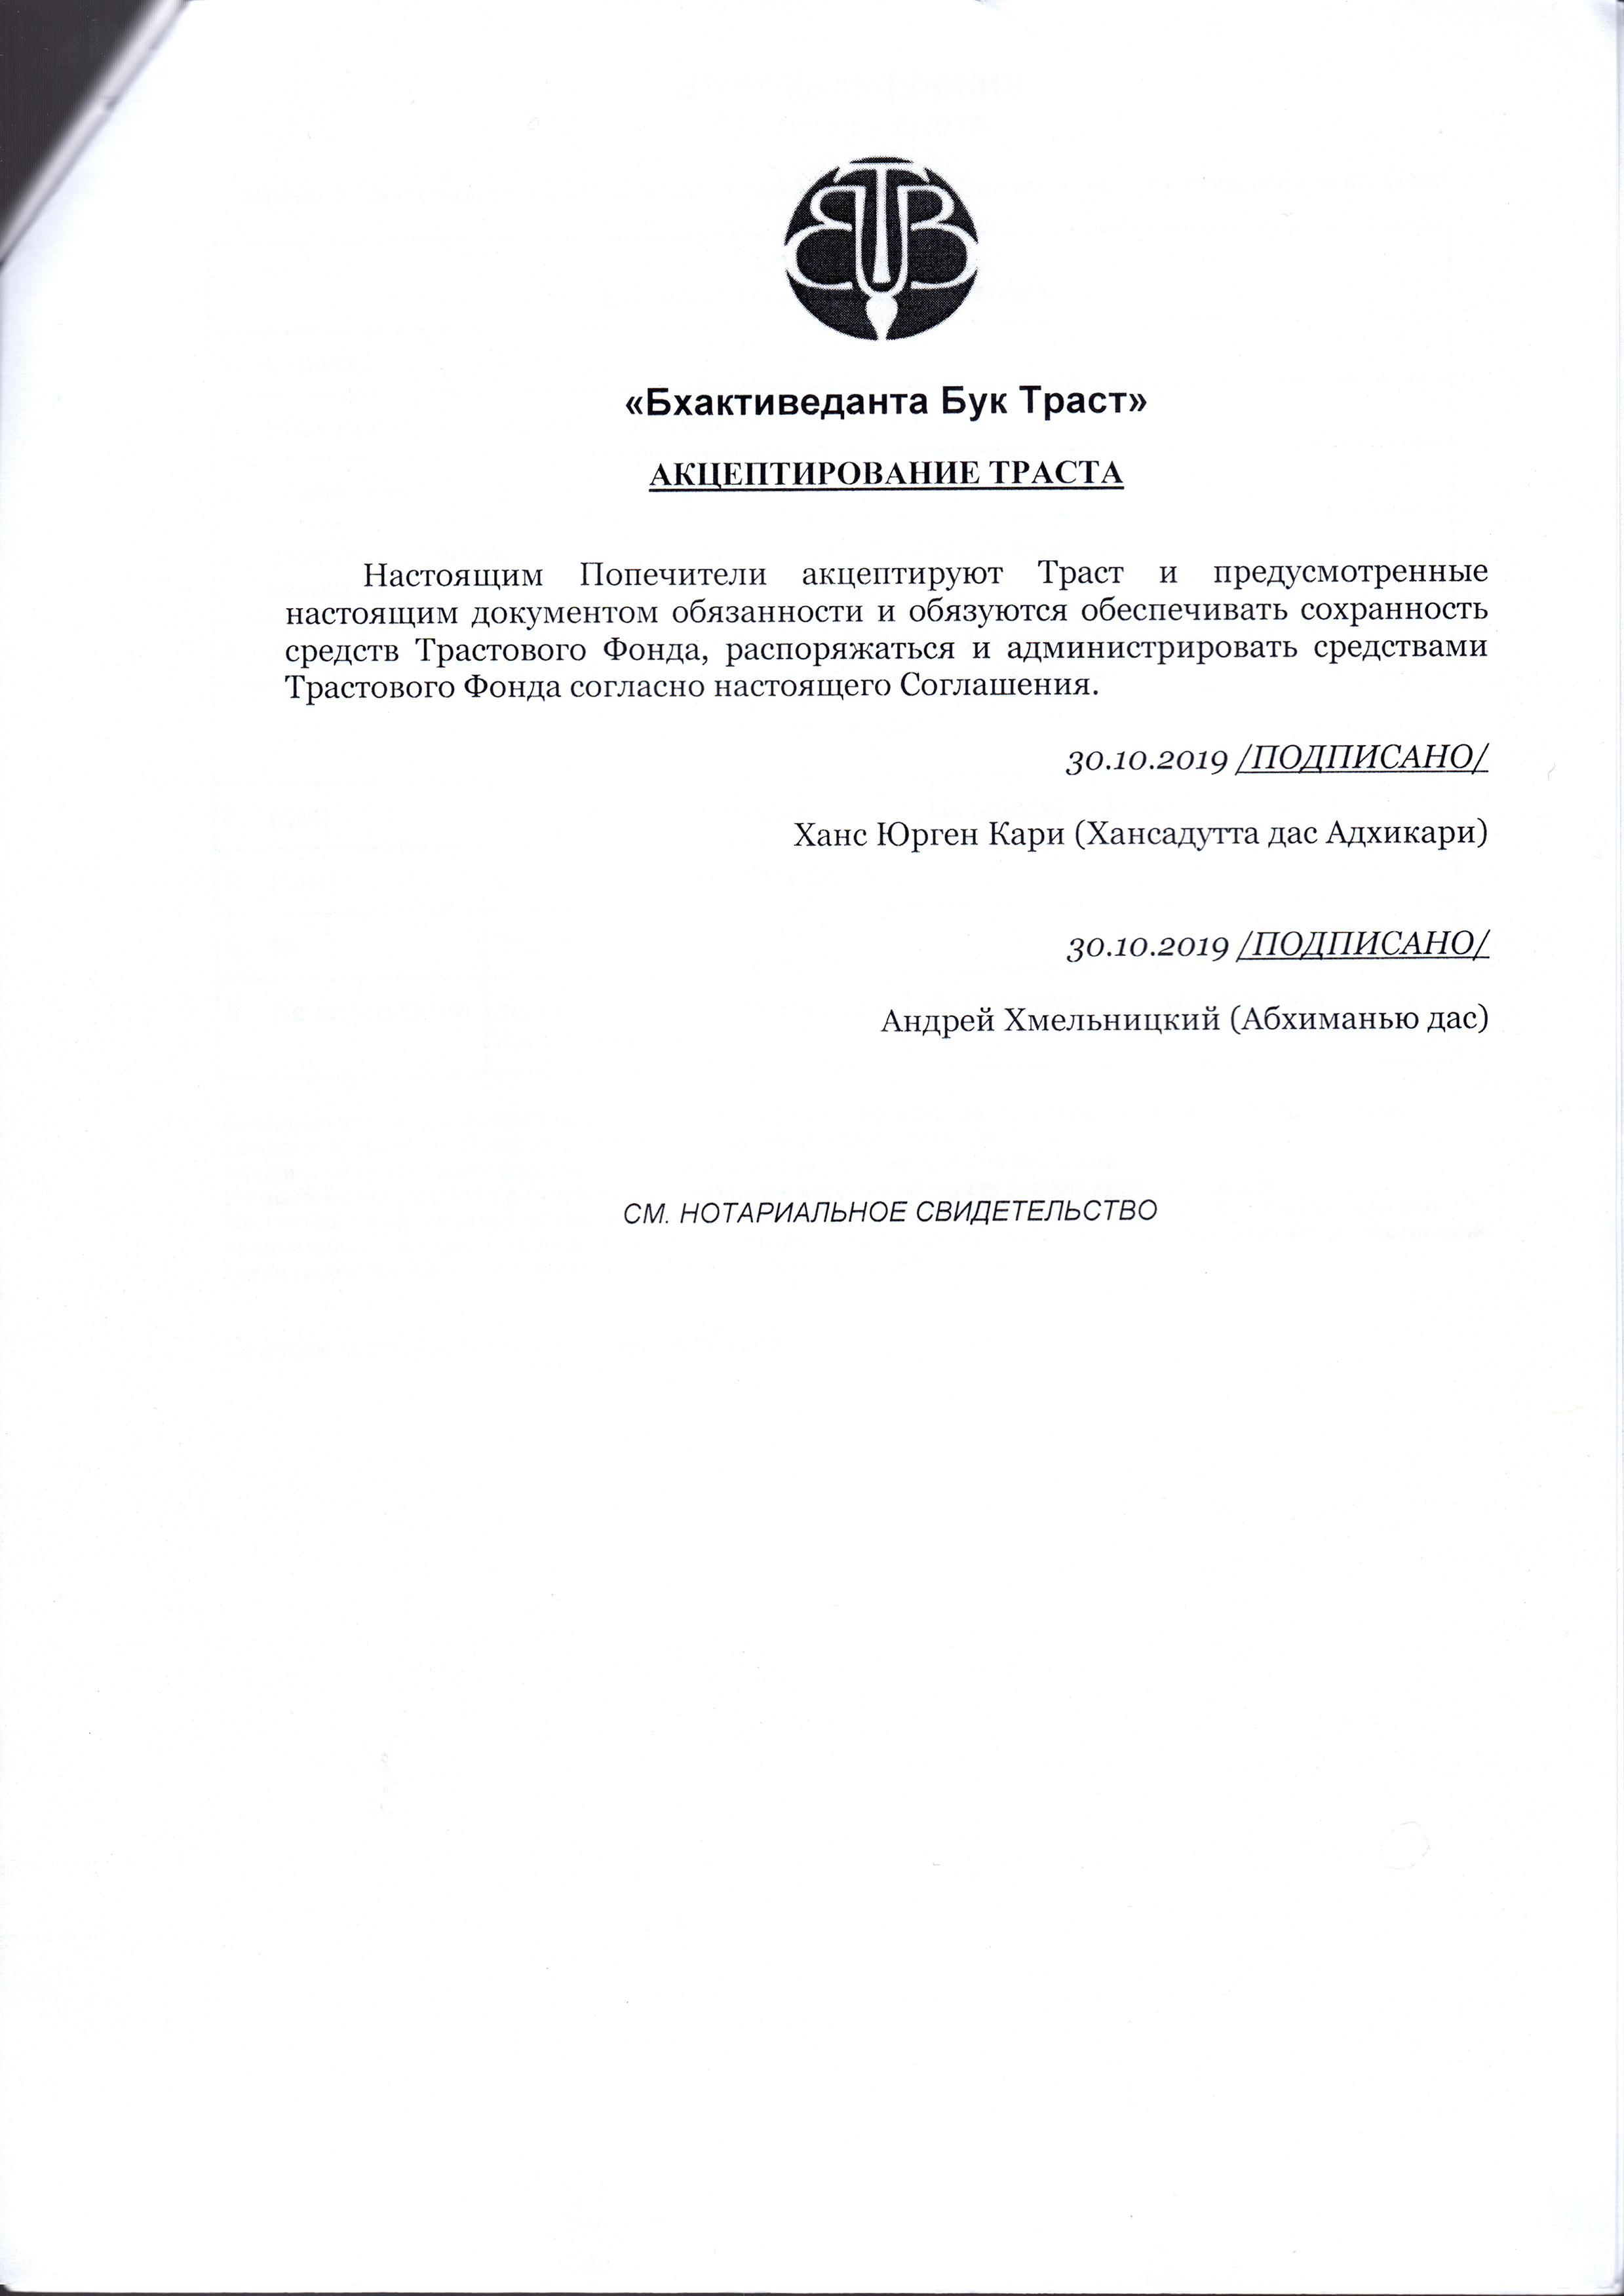 BBT
«Бхактиведанта Бук Траст»
АКЦЕПТИРОВАНИЕ ТРАСТА
Настоящим Попечители акцептируют Траст и предусмотренные
настоящим документом обязанности и обязуются обеспечивать сохранность
средств Трастового Фонда, распоряжаться и администрировать средствами
Трастового Фонда согласно настоящего Соглашения.
30.10.2019 /ПОДПИСАНО/
Ханс Юрген Кари (Хансадутта дас Адхикари)
30.10.2019 /ПОДПИСАНО/
Андрей Хмельницкий (Абхиманью дас)
СМ. НОТАРИАЛЬНОЕ СВИДЕТЕЛЬСТВО